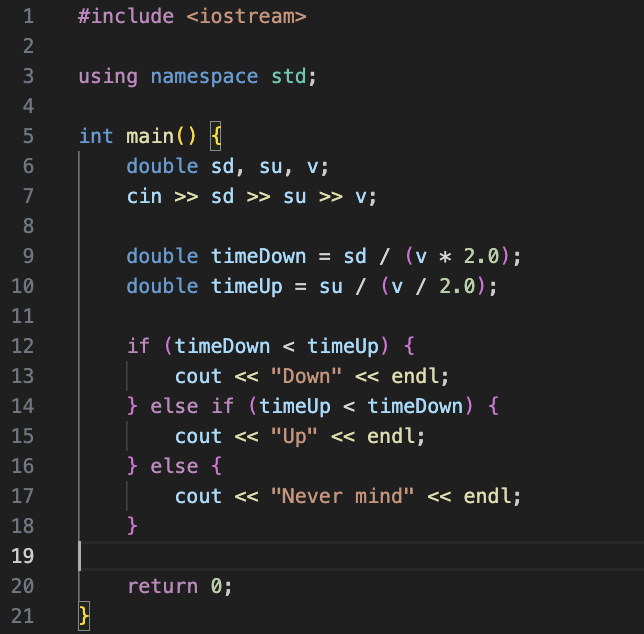 1 #include <iostream>
2
3 using namespace std;
4
5 int main() {
6     double sd, su, v;
7     cin >> sd >> su >> v;
8
9     double timeDown = sd / (v * 2.0);
10     double timeUp = su / (v / 2.0);
11
12     if (timeDown < timeUp) {
13         cout << "Down" << endl;
14     } else if (timeUp < timeDown) {
15         cout << "Up" << endl;
16     } else {
17         cout << "Never mind" << endl;
18     }
19
20     return 0;
21 }